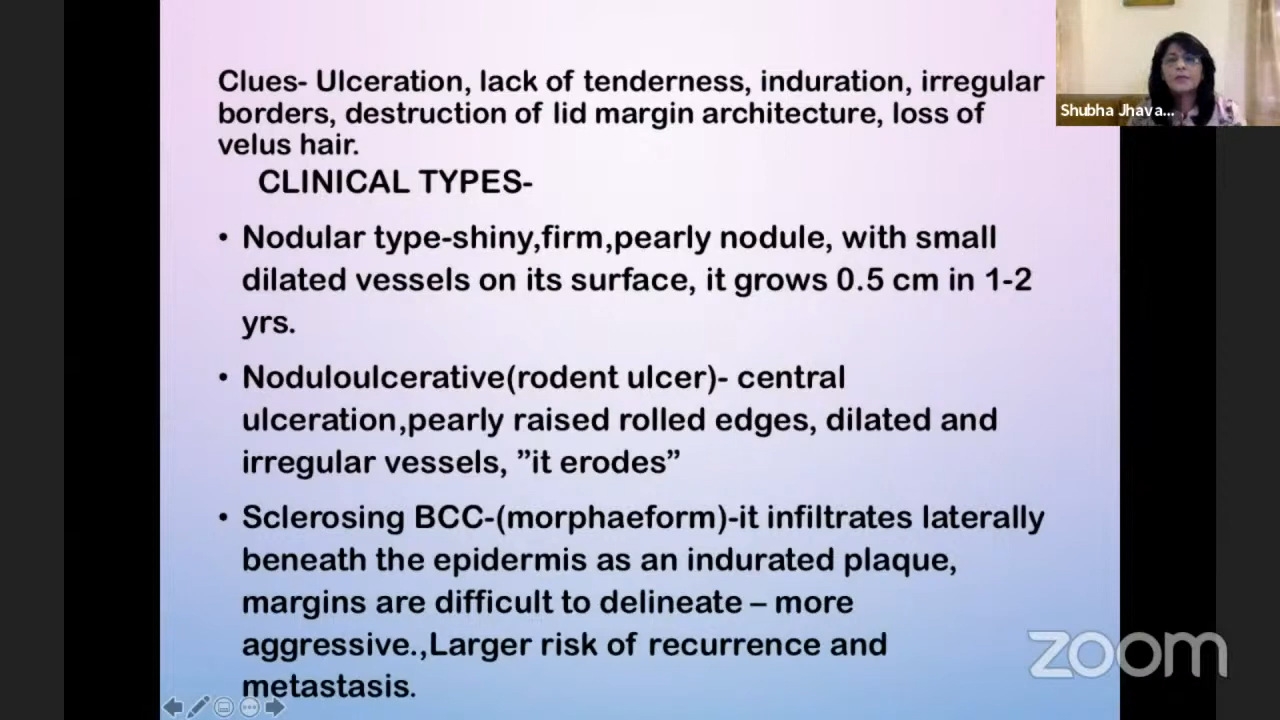 Clues- Ulceration, lack of tenderness, induration, irregular
borders, destruction of lid margin architecture, loss of
velus hair.
CLINICAL TYPES-
• Nodular type-shiny,firm,pearly nodule, with small
dilated vessels on its surface, it grows 0.5 cm in 1-2
yrs.
• Noduloulcerative(rodent ulcer)- central
ulceration,pearly raised rolled edges, dilated and
irregular vessels, ”it erodes”
• Sclerosing BCC-(morphaeform)-it infiltrates laterally
beneath the epidermis as an indurated plaque,
margins are difficult to delineate – more
aggressive.,Larger risk of recurrence and
metastasis.
Shubha Jhava...
zoom